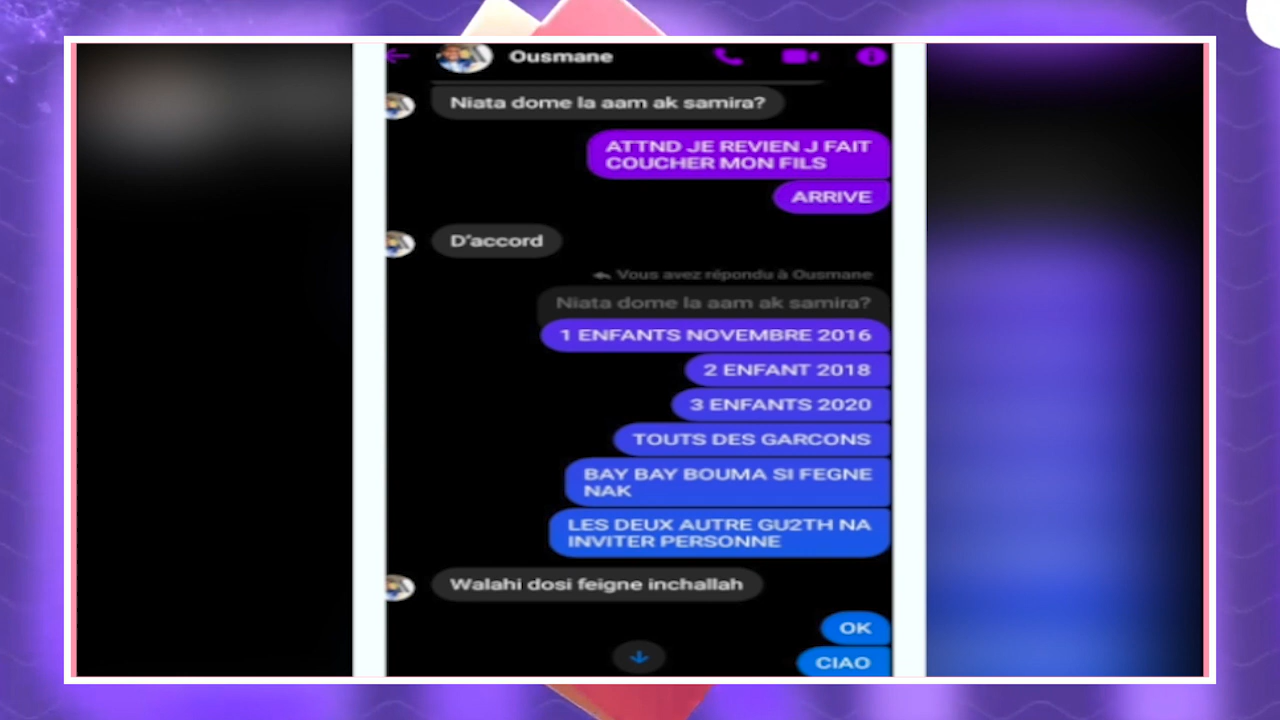 Ousmane
Niata dome la aam ak samira?
ATTND JE REVIEN J FAIT
COUCHER MON FILS
ARRIVE
D'accord
Vous avez répondu à Ousmane
Niata dome la aam ak samira?
1 ENFANTS NOVEMBRE 2016
2 ENFANT 2018
3 ENFANTS 2020
TOUTS DES GARCONS
BAY BAY BOUMA SI FEGNE
NAK
LES DEUX AUTRE GU2TH NA
INVITER PERSONNE
Walahi dosi feigne inchallah
OK
CIAO